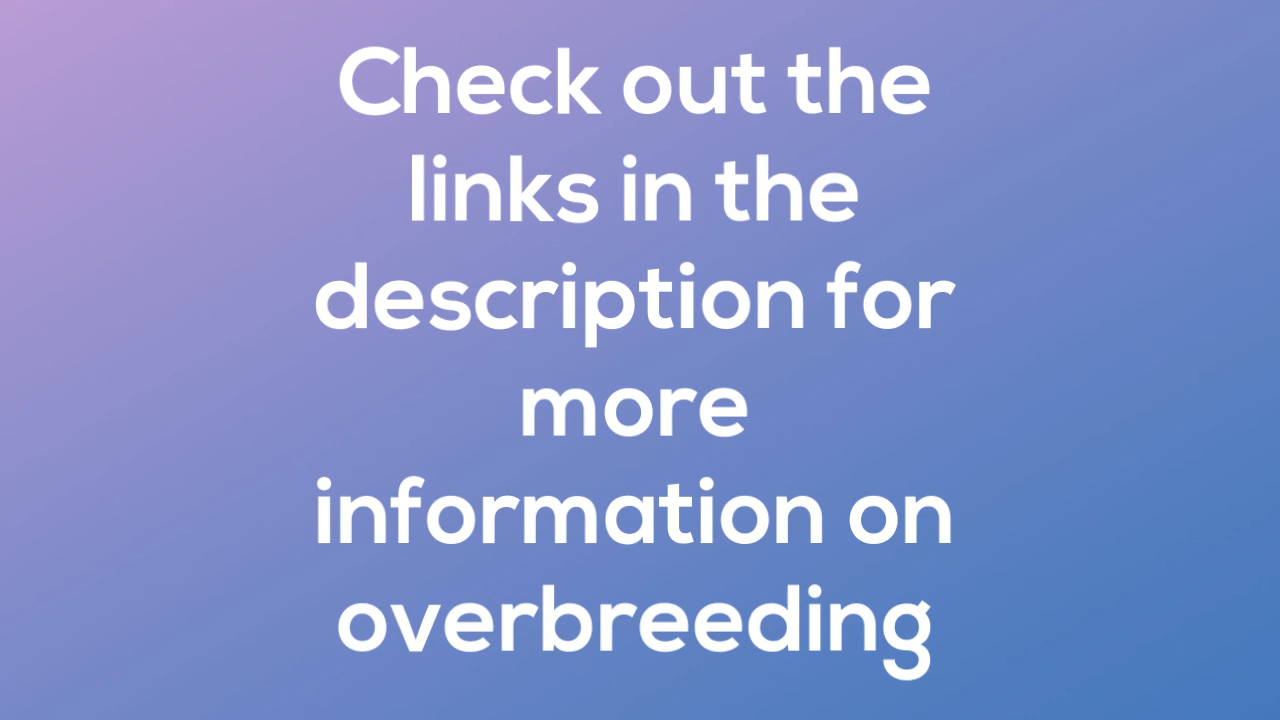 Check out the
links in the
description for
more
information on
overbreeding